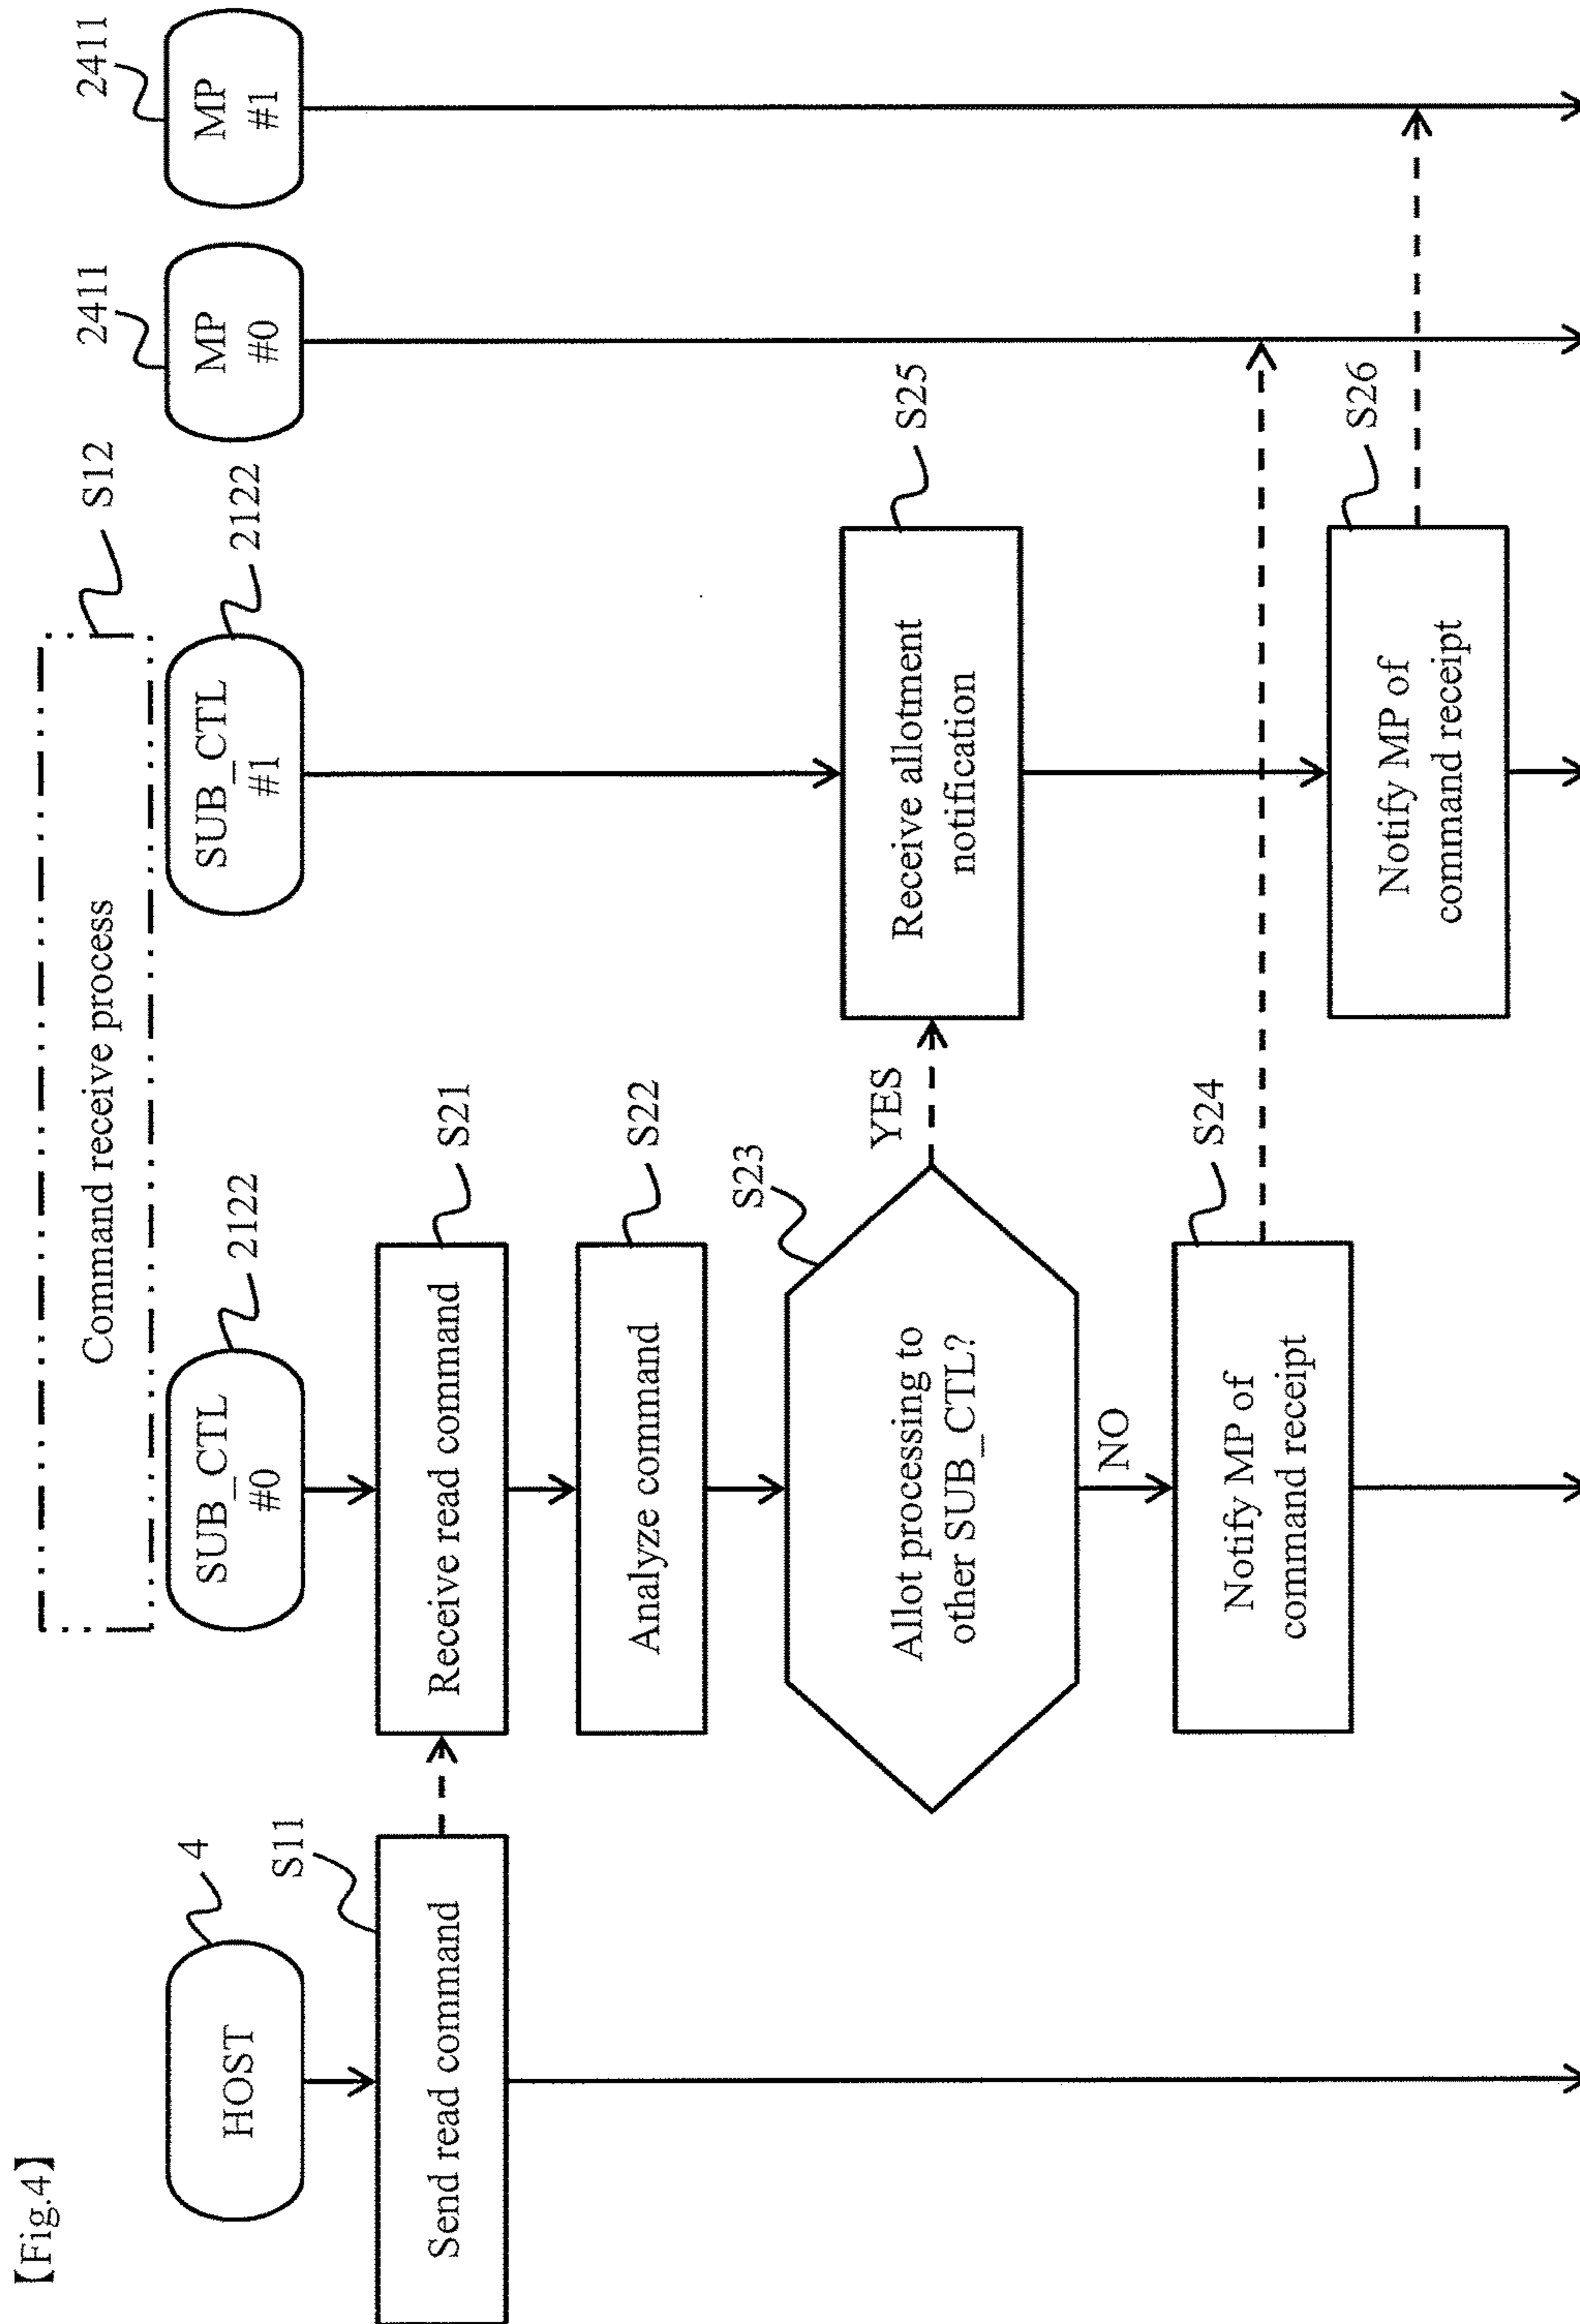 【Fig.4】
Command receive process
S12
HOST
4
SUB_CTL
#0
2122
SUB_CTL
#1
2122
MP
#0
2411
MP
#1
2411
Send read command
S11
Receive read command
S21
Analyze command
S22
Allot processing to
other SUB_CTL?
S23
YES
NO
Receive allotment
notification
S25
Notify MP of
command receipt
S24
Notify MP of
command receipt
S26